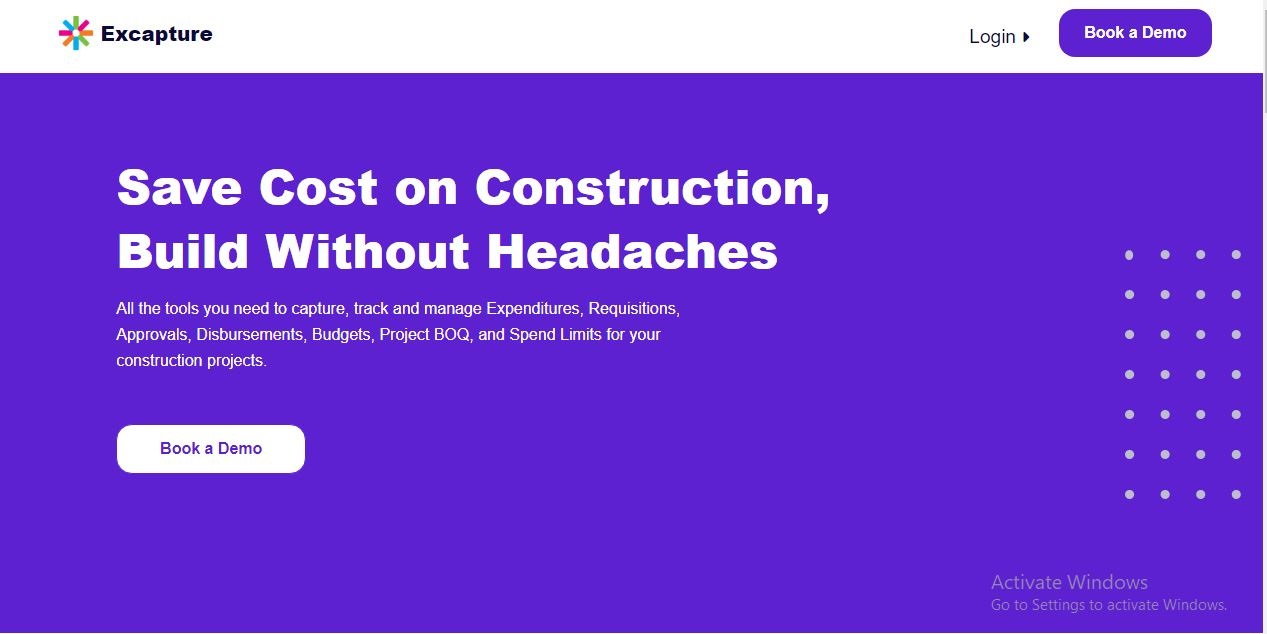 Excapture
Login
Book a Demo
Save Cost on Construction,
Build Without Headaches
All the tools you need to capture, track and manage Expenditures, Requisitions,
Approvals, Disbursements, Budgets, Project BOQ, and Spend Limits for your
construction projects.
Book a Demo
Activate Windows
Go to Settings to activate Windows.